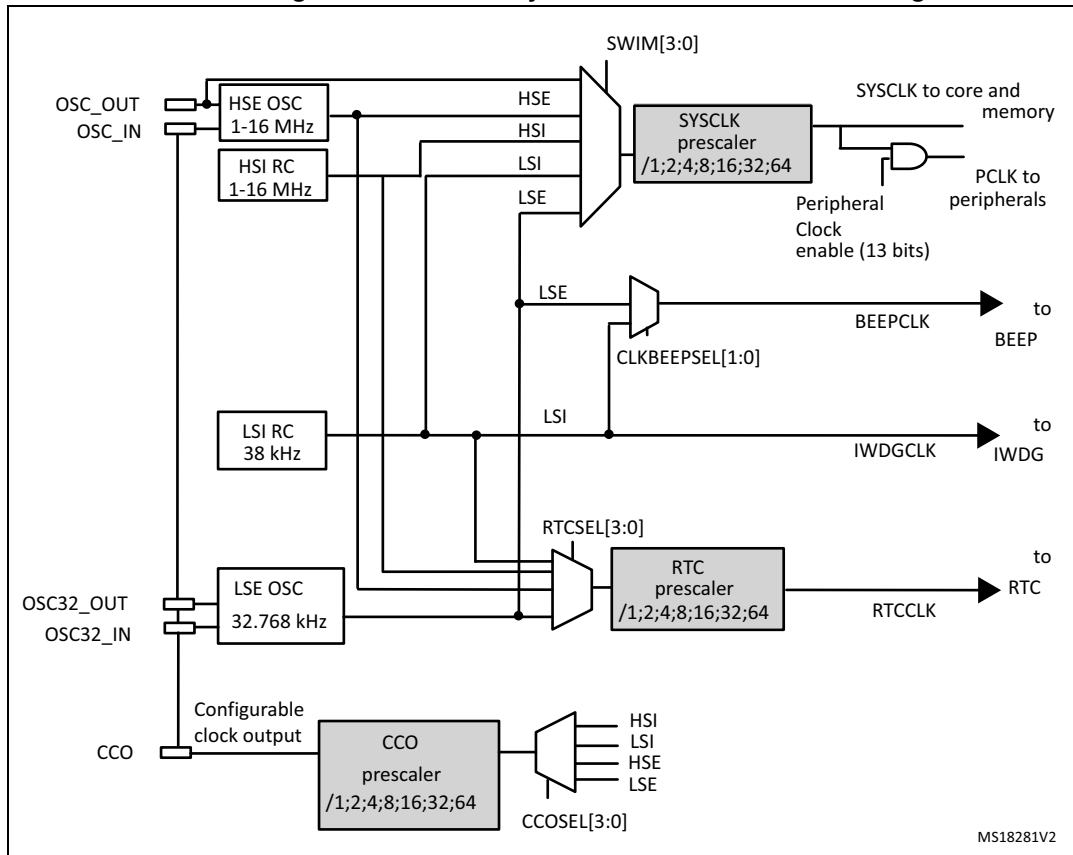 SWIM[3:0]
OSC_OUT
OSC_IN
HSE OSC
1-16 MHz
HSI RC
1-16 MHz
HSE
HSI
LSI
LSE
SYSCLK
prescaler
/1;2;4;8;16;32;64
SYSCLK to core and
memory
PCLK to
peripherals
Peripheral
Clock
enable (13 bits)
LSE
BEEPCLK
to
BEEP
CLKBEEPSEL[1:0]
LSI RC
38 kHz
LSI
IWDGCLK
to
IWDG
RTCSEL[3:0]
OSC32_OUT
OSC32_IN
LSE OSC
32.768 kHz
RTC
prescaler
/1;2;4;8;16;32;64
RTCCLK
to
RTC
Configurable
clock output
CCO
CCO
prescaler
/1;2;4;8;16;32;64
HSI
LSI
HSE
LSE
CCOSEL[3:0]
MS18281V2